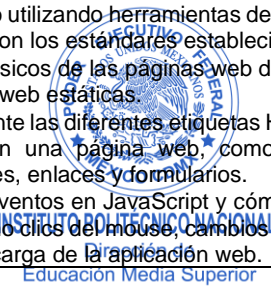 utilizando herramientas de
on los estándares estableci
sicos de las páginas web d
web estáticas.
nte las diferentes etiquetas H
n una página web, como
es, enlaces y formularios.
eventos en JavaScript y cóm
o clics del mouse, cambios
carga de la aplicación web.
INSTITUTO POLITÉCNICO NACIONAL
Dirección de
Educación Media Superior